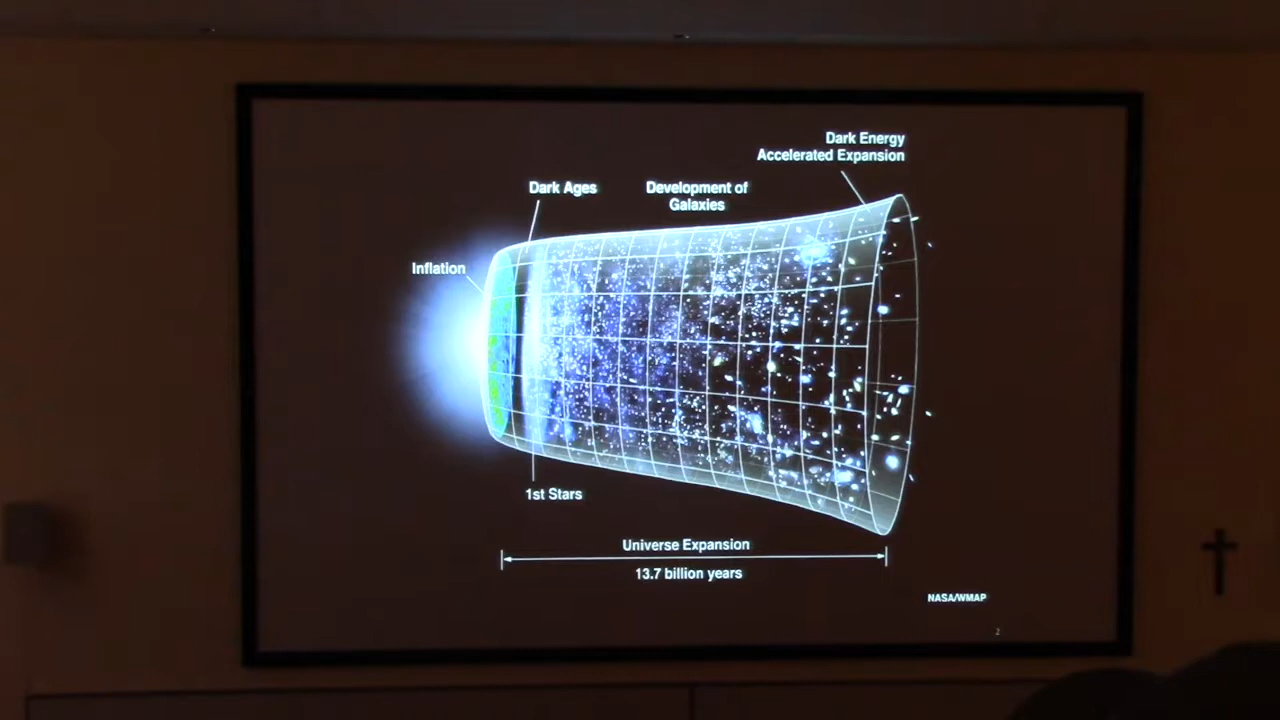 Dark Energy
Accelerated Expansion
Dark Ages
Development of
Galaxies
Inflation
1st Stars
Universe Expansion
13.7 billion years
NASA/WMAP
2